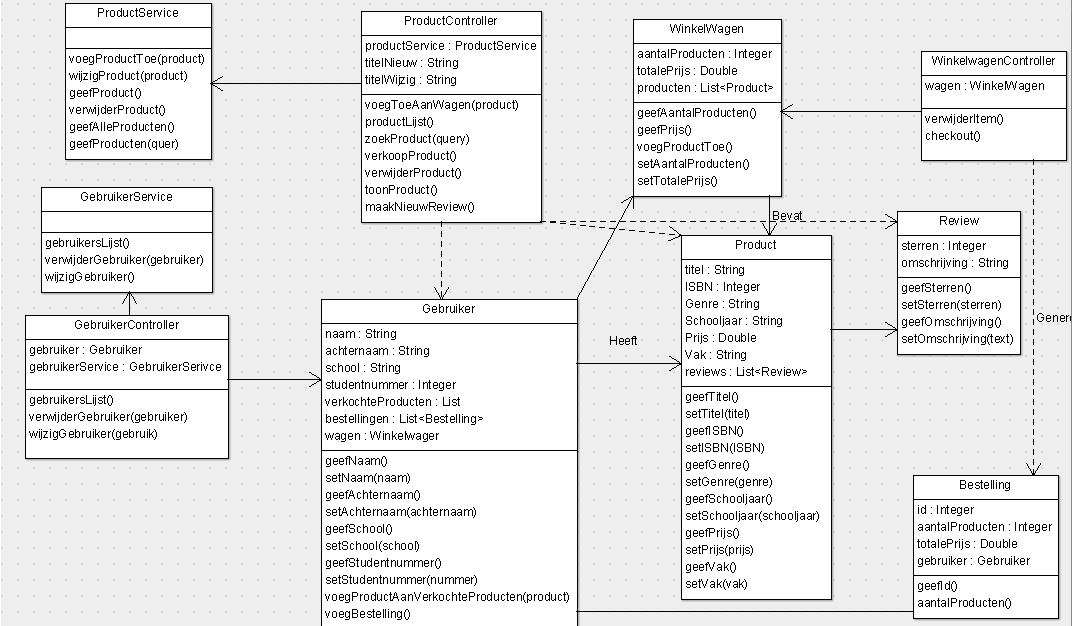 ProductService
voegProductToe(product)
wijzigProduct(product)
geefProduct()
verwijderProduct()
geefAlleProducten()
geefProducten(quer)
ProductController
productService : ProductService
titelNieuw : String
titelWijzig : String
voegToeAanWagen(product)
productLijst()
zoekProduct(query)
verkoopProduct()
verwijderProduct()
toonProduct()
maakNieuwReview()
WinkelWagen
aantalProducten : Integer
totalePrijs : Double
producten : List<Product>
geefAantalProducten()
geefPrijs()
voegProductToe()
setAantalProducten()
setTotalePrijs()
WinkelwagenController
wagen : WinkelWagen
verwijderItem()
checkout()
GebruikerService
gebruikersLijst()
verwijderGebruiker(gebruiker)
wijzigGebruiker()
GebruikerController
gebruiker : Gebruiker
gebruikerService : GebruikerSerivce
gebruikersLijst()
verwijderGebruiker(gebruiker)
wijzigGebruiker(gebruik)
Gebruiker
naam : String
achternaam : String
school : String
studentnummer : Integer
verkochteProducten : List
bestellingen : List<Bestelling>
wagen : Winkelwager
geefNaam()
setNaam(naam)
geefAchternaam()
setAchternaam(achternaam)
geefSchool()
setSchool(school)
geefStudentnummer()
setStudentnummer(nummer)
voegProductAanVerkochteProducten(product)
voegBestelling()
Heeft
Bevat
Product
titel : String
ISBN : Integer
Genre : String
Schooljaar : String
Prijs : Double
Vak : String
reviews : List<Review>
geefTitel()
setTitel(titel)
geefISBN()
setISBN(ISBN)
geefGenre()
setGenre(genre)
geefSchooljaar()
setSchooljaar(schooljaar)
geefPrijs()
setPrijs(prijs)
geefVak()
setVak(vak)
Review
sterren : Integer
omschrijving : String
geefSterren()
setSterren(sterren)
geefOmschrijving()
setOmschrijving(text)
Genere
Bestelling
id : Integer
aantalProducten : Integer
totalePrijs : Double
gebruiker : Gebruiker
geefId()
aantalProducten()